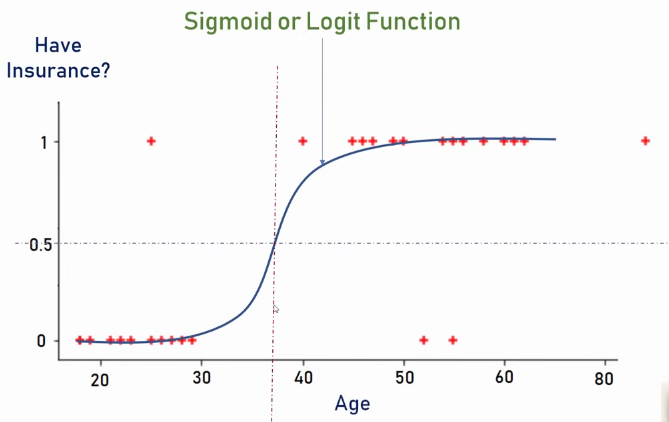 Sigmoid or Logit Function
Have
Insurance?
1
0.5
0
20 30 40 50 60 80
Age